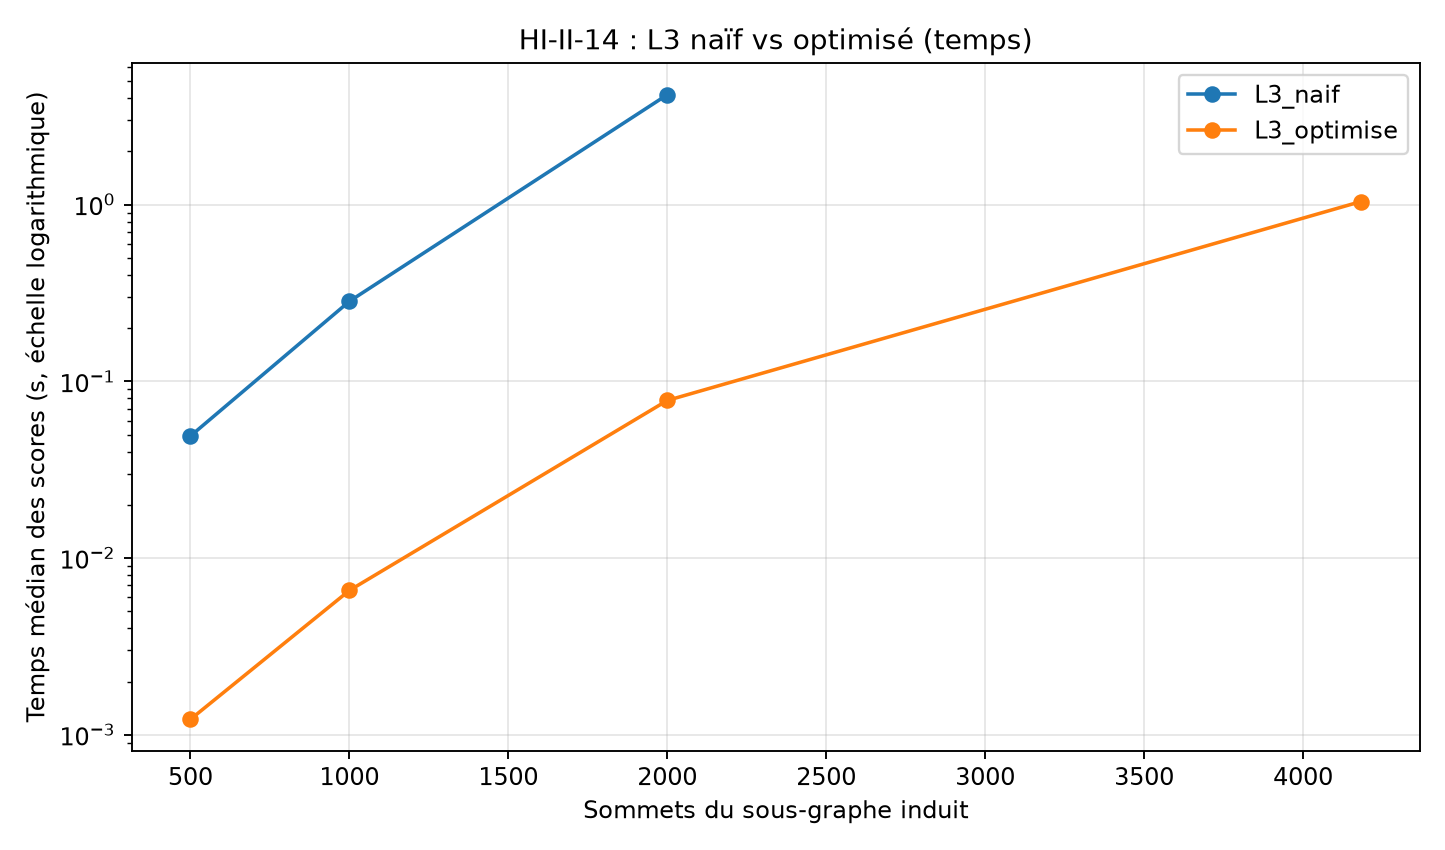 HI-II-14 : L3 naïf vs optimisé (temps)
L3_naif
L3_optimise
Temps médian des scores (s, échelle logarithmique)
10⁰
10⁻¹
10⁻²
10⁻³
500 1000 1500 2000 2500 3000 3500 4000
Sommets du sous-graphe induit